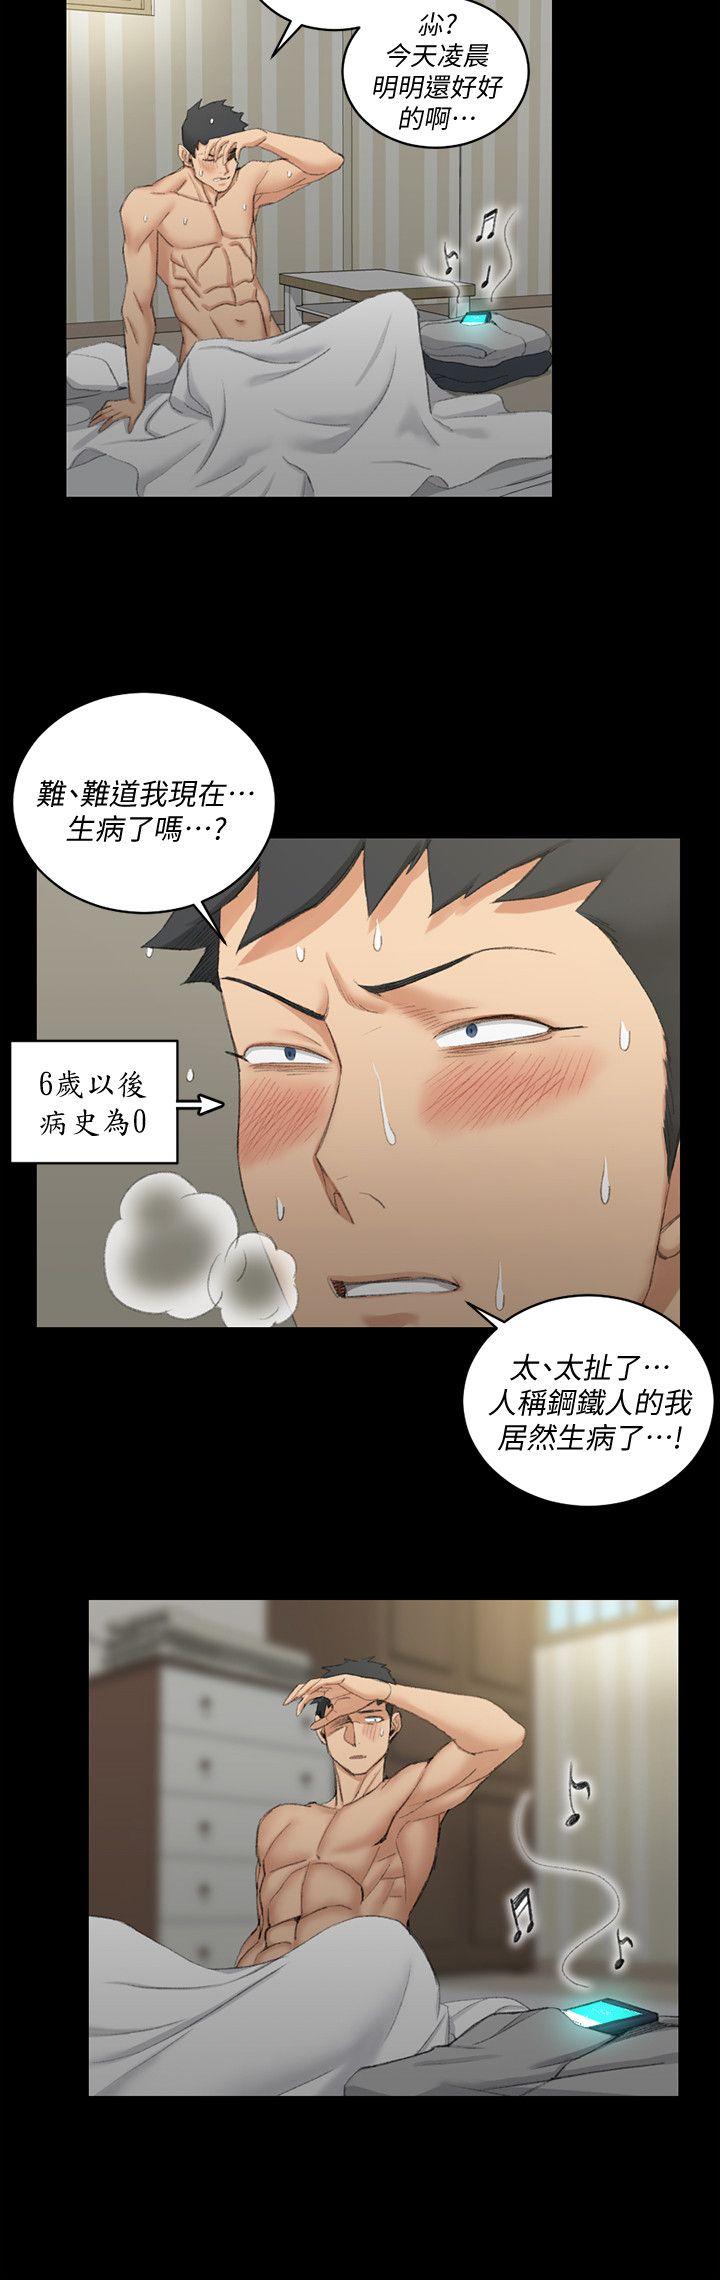 尛?
今天凌晨
明明還好好
的啊…
難、難道我現在…
生病了嗎…?
6歲以後
病史為0
太、太扯了…
人稱鋼鐵人的我
居然生病了…!